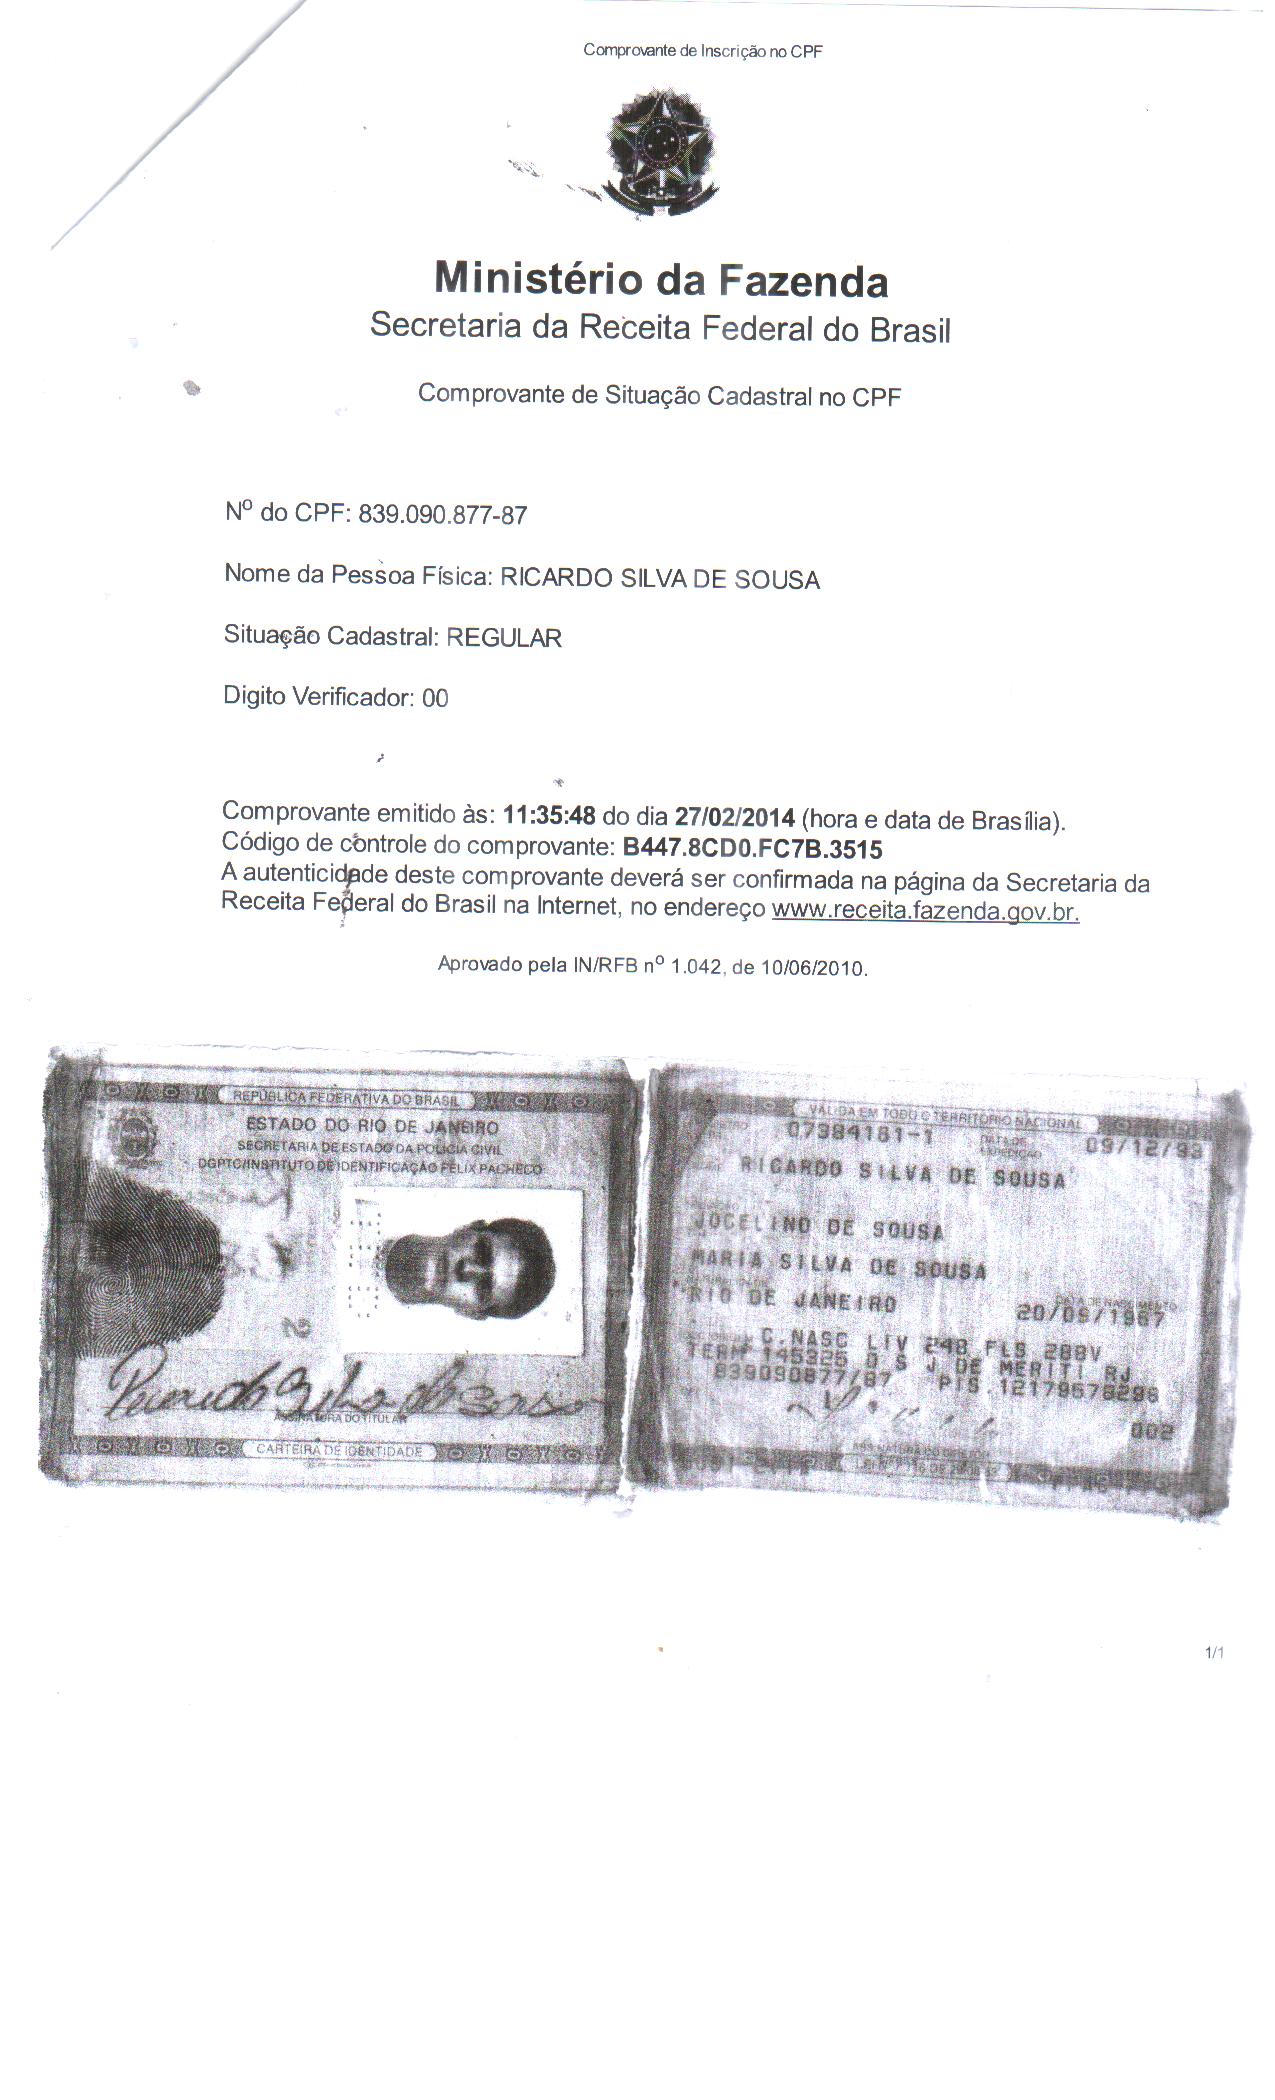 Comprovante de Inscrição no CPF
Ministério da Fazenda
Secretaria da Receita Federal do Brasil
Comprovante de Situação Cadastral no CPF
Nº do CPF: 839.090.877-87
Nome da Pessoa Física: RICARDO SILVA DE SOUSA
Situação Cadastral: REGULAR
Digito Verificador: 00
Comprovante emitido às: 11:35:48 do dia 27/02/2014 (hora e data de Brasília).
Código de controle do comprovante: B447.8CD0.FC7B.3515
A autenticidade deste comprovante deverá ser confirmada na página da Secretaria da
Receita Federal do Brasil na Internet, no endereço www.receita.fazenda.gov.br.
Aprovado pela IN/RFB nº 1.042, de 10/06/2010.
REPÚBLICA FEDERATIVA DO BRASIL
ESTADO DO RIO DE JANEIRO
SECRETARIA DE ESTADO DA POLÍCIA CIVIL
DGPTC/INSTITUTO DE IDENTIFICAÇÃO FÉLIX PACHECO
Ricardo Silva de Sousa
ASSINATURA DO TITULAR
CARTEIRA DE IDENTIDADE
VÁLIDA EM TODO O TERRITÓRIO NACIONAL
07384161-1 DATA DE EXPEDIÇÃO 09/12/93
RICARDO SILVA DE SOUSA
JOCELINO DE SOUSA
MARIA SILVA DE SOUSA
RIO DE JANEIRO DATA DE NASCIMENTO
20/09/1967
C.NASC LIV 248 FLS 288V
TERM 145325 D S J DE MERITI RJ
839090877/87 PIS.12179578296
002
1/1